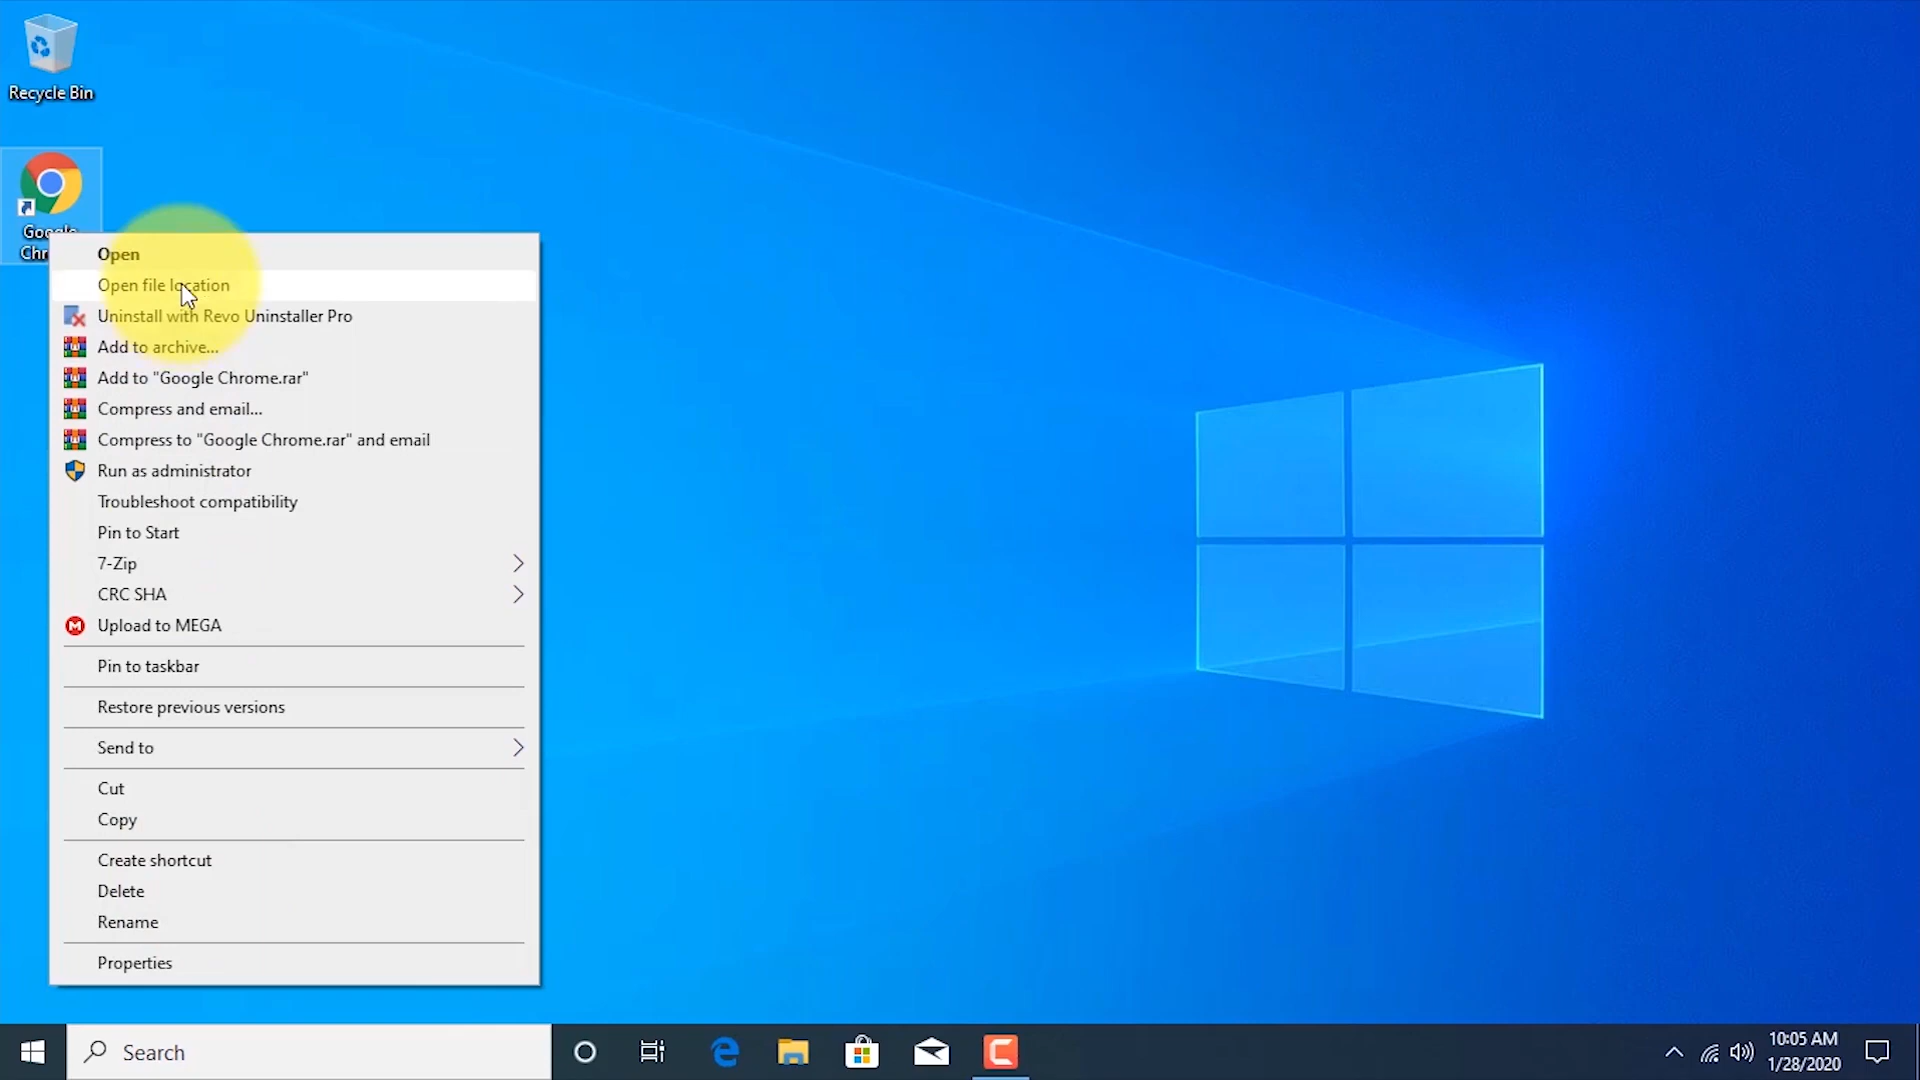 Recycle Bin
Google
Chr
Open
Open file location
Uninstall with Revo Uninstaller Pro
Add to archive...
Add to "Google Chrome.rar"
Compress and email...
Compress to "Google Chrome.rar" and email
Run as administrator
Troubleshoot compatibility
Pin to Start
7-Zip
CRC SHA
Upload to MEGA
Pin to taskbar
Restore previous versions
Send to
Cut
Copy
Create shortcut
Delete
Rename
Properties
Search
10:05 AM
1/28/2020